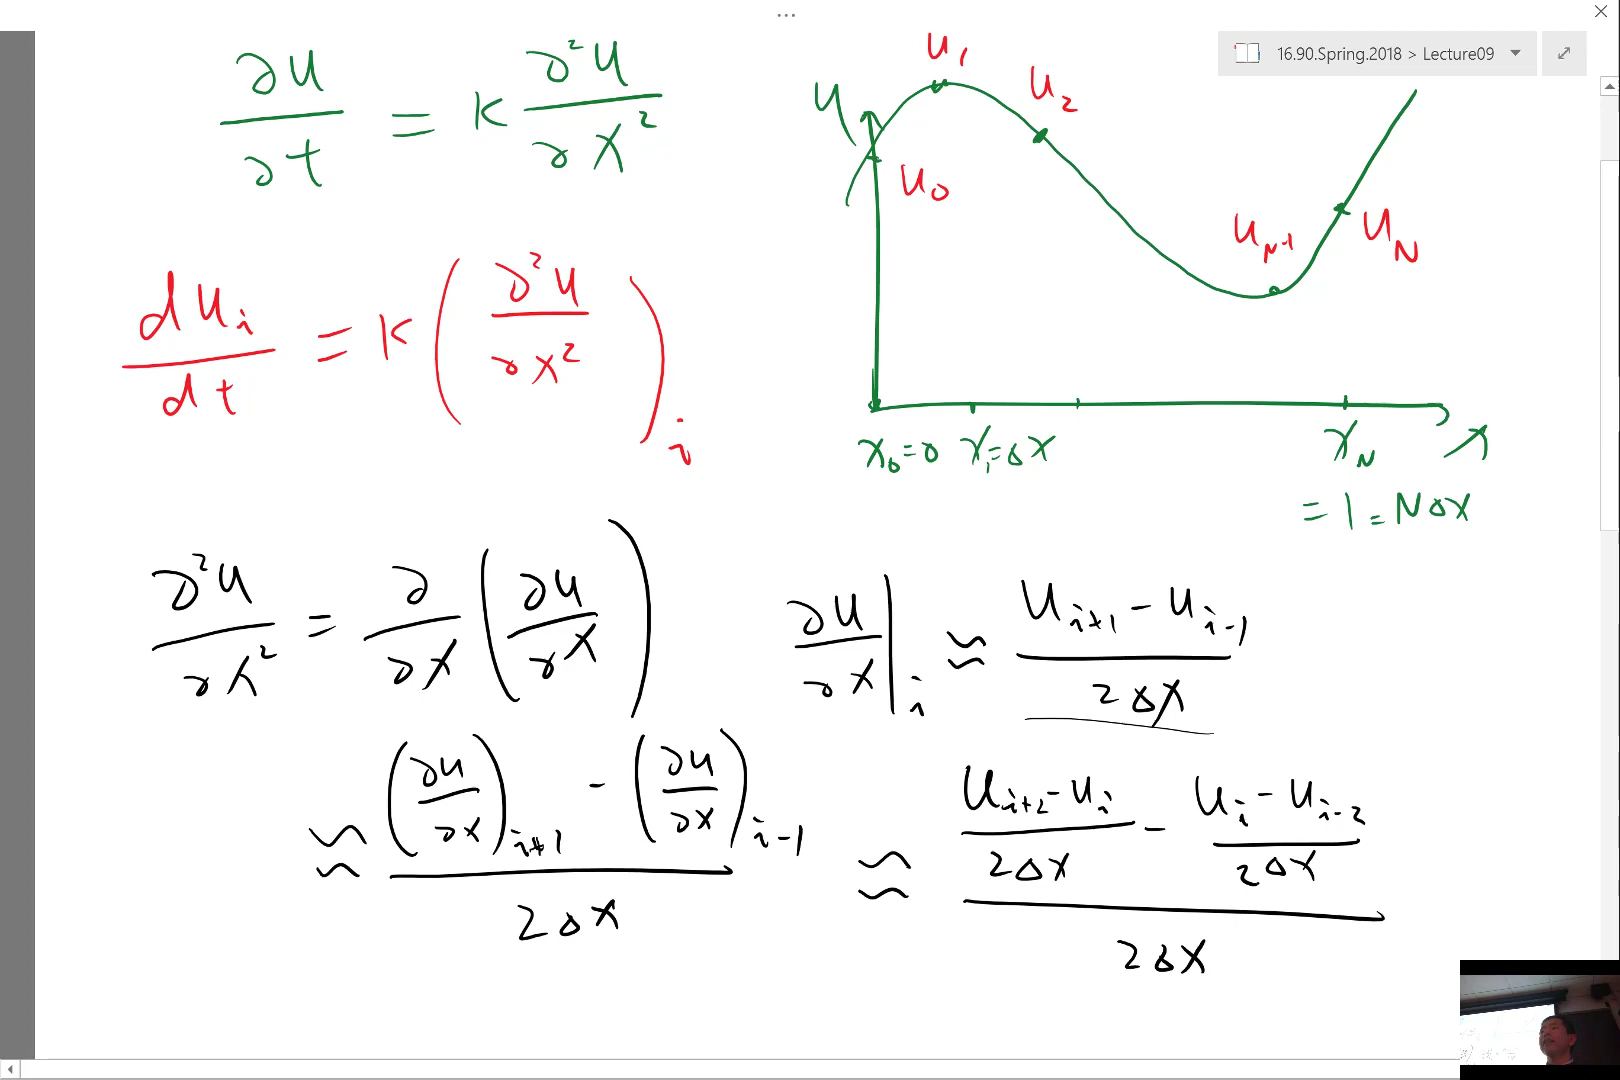 16.90.Spring.2018 > Lecture09
∂u/∂t = κ ∂²u/∂x²
u
u₀
u₁
u₂
u_{N-1}
u_N
du_i/dt = κ (∂²u/∂x²)_i
x₀=0 x₁=Δx x_N x
= 1 = NΔx
∂²u/∂x² = ∂/∂x (∂u/∂x)
∂u/∂x|_i ≈ (u_{i+1} - u_{i-1})/(2Δx)
≈ ((∂u/∂x)_{i+1} - (∂u/∂x)_{i-1})/(2Δx)
≈ ((u_{i+2} - u_i)/(2Δx) - (u_i - u_{i-2})/(2Δx))/(2Δx)